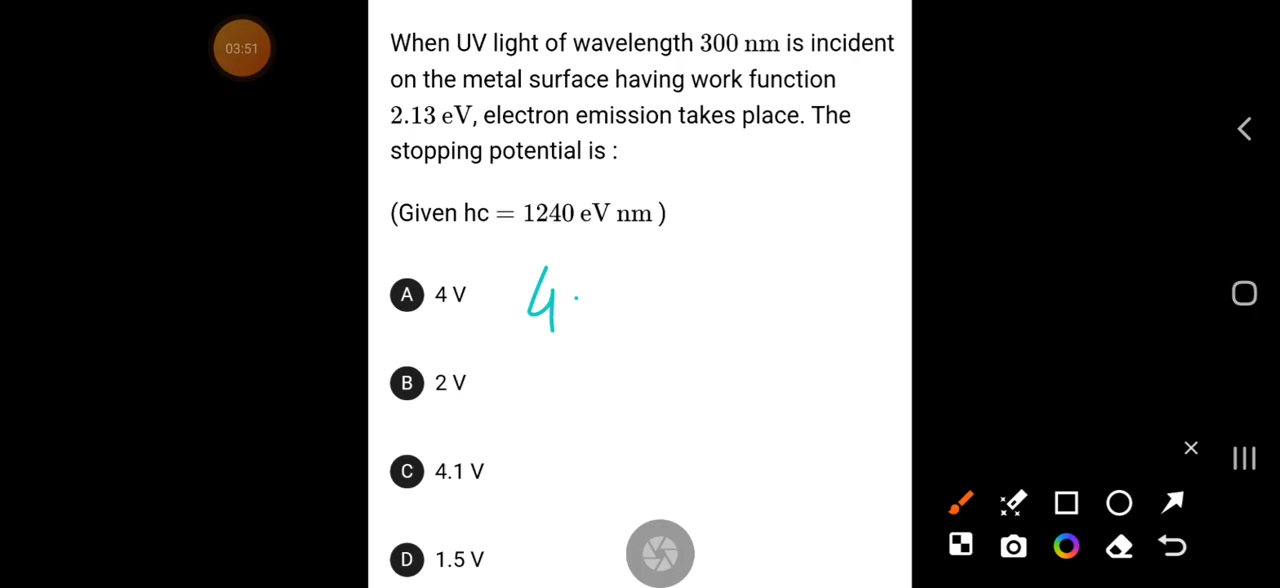 03:51
When UV light of wavelength 300 nm is incident
on the metal surface having work function
2.13 eV, electron emission takes place. The
stopping potential is :
(Given hc = 1240 eV nm )
A 4 V
4.
B 2 V
C 4.1 V
D 1.5 V